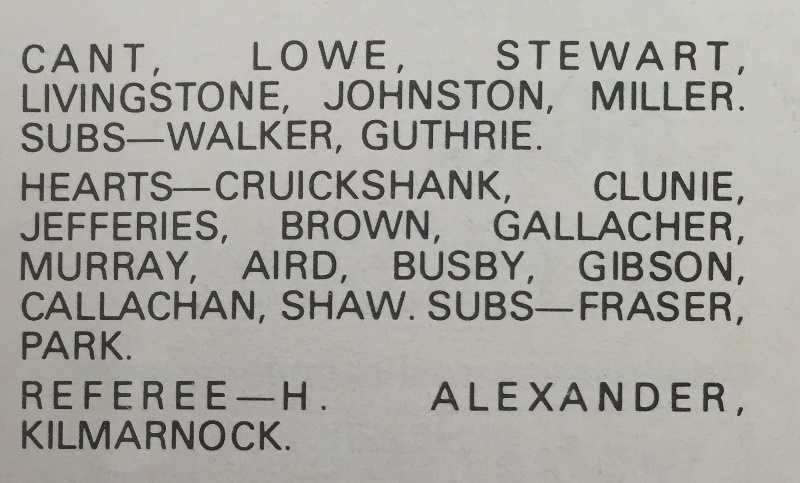 CANT, LOWE, STEWART,
LIVINGSTONE, JOHNSTON, MILLER.
SUBS—WALKER, GUTHRIE.
HEARTS—CRUICKSHANK, CLUNIE,
JEFFERIES, BROWN, GALLACHER,
MURRAY, AIRD, BUSBY, GIBSON,
CALLACHAN, SHAW. SUBS—FRASER,
PARK.
REFEREE—H. ALEXANDER,
KILMARNOCK.